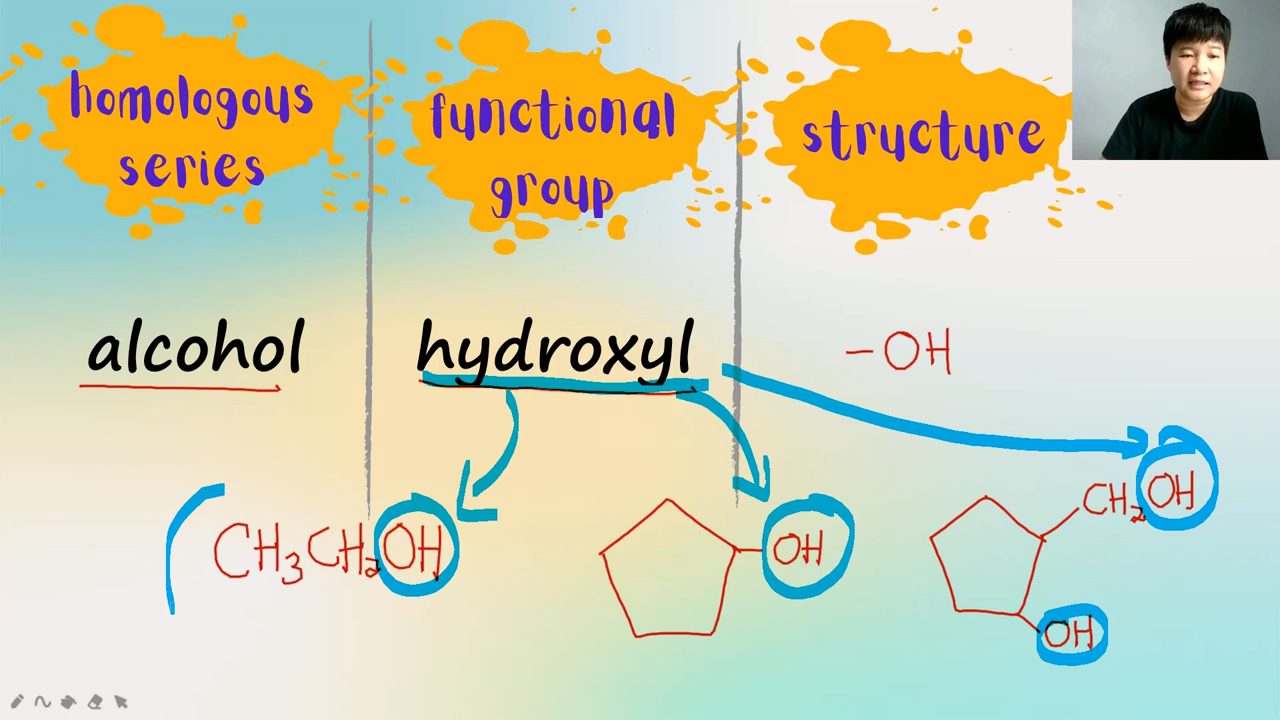 homologous
series
functional
group
structure
alcohol
hydroxyl
-OH
CH3CH2OH
OH
CH2OH
OH